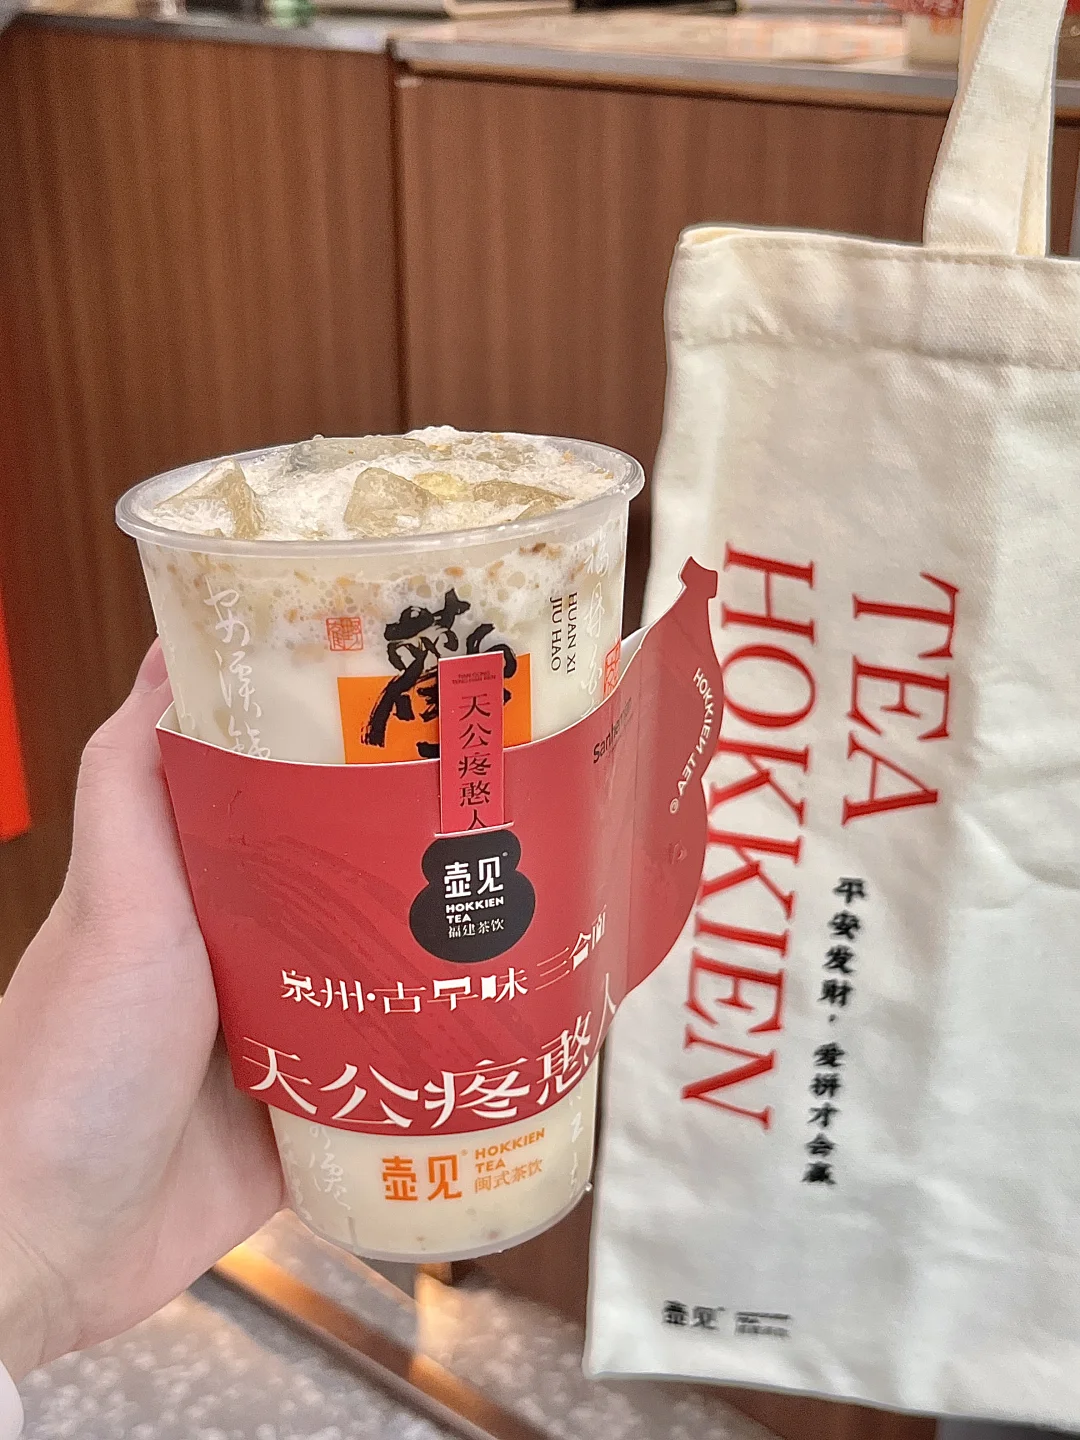 HUAN XI
JIU HAO
天公疼憨人
壶见
HOKKIEN
TEA
福建茶饮
泉州·古早味 三合面
天公疼憨人
HOKKIEN TEA®
壶见
HOKKIEN
TEA
闽式茶饮
TEA
HOKKIEN
平安发财，爱拼才会赢
壶见